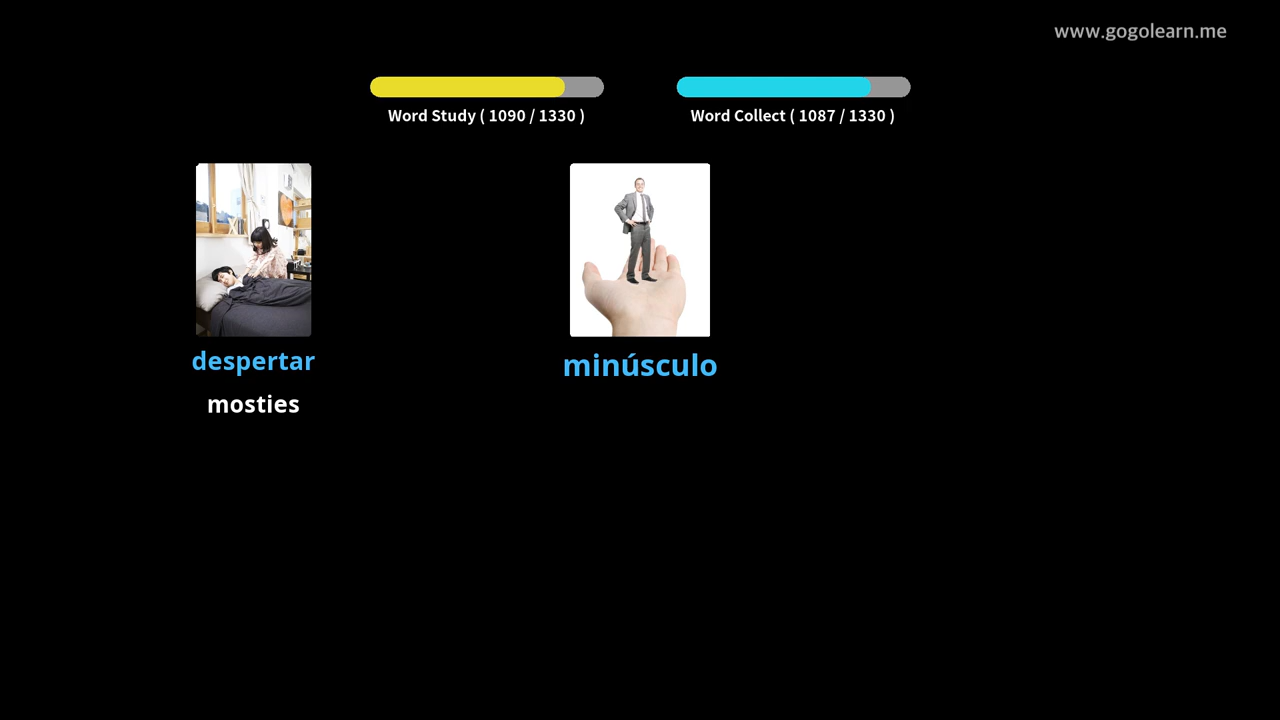 www.gogolearn.me
Word Study ( 1090 / 1330 )
Word Collect ( 1087 / 1330 )
despertar
mosties
minúsculo